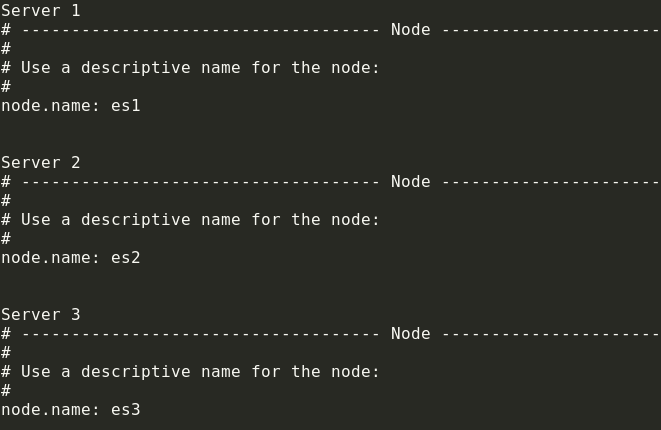 Server 1
# ------------------------------------ Node ----------------------
#
# Use a descriptive name for the node:
#
node.name: es1
Server 2
# ------------------------------------ Node ----------------------
#
# Use a descriptive name for the node:
#
node.name: es2
Server 3
# ------------------------------------ Node ----------------------
#
# Use a descriptive name for the node:
#
node.name: es3